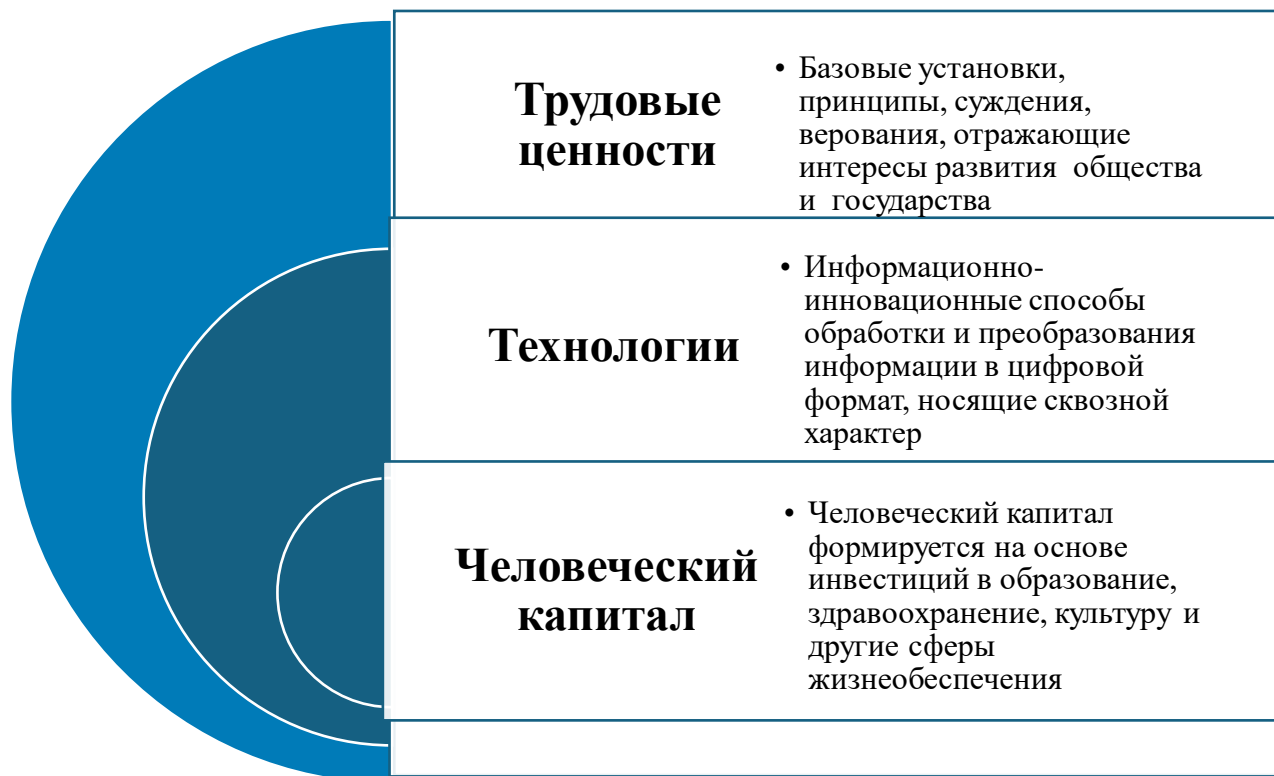 Трудовые
ценности
• Базовые установки,
принципы, суждения,
верования, отражающие
интересы развития общества
и государства
Технологии
• Информационно-
инновационные способы
обработки и преобразования
информации в цифровой
формат, носящие сквозной
характер
Человеческий
капитал
• Человеческий капитал
формируется на основе
инвестиций в образование,
здравоохранение, культуру и
другие сферы
жизнеобеспечения